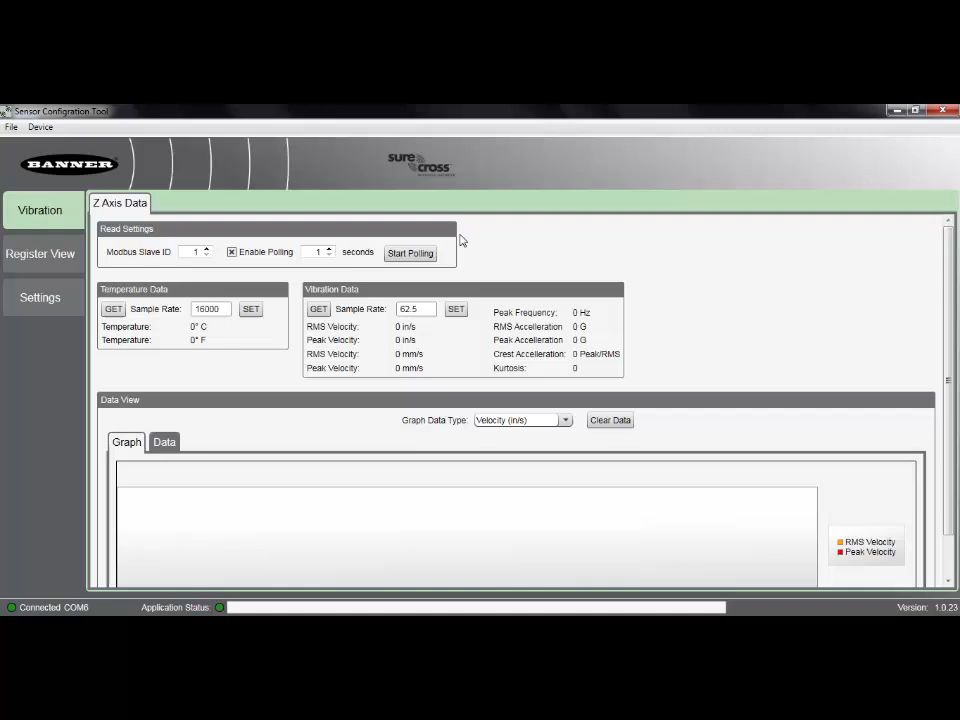 Sensor Configration Tool
File Device
BANNER
sure cross
Vibration
Register View
Settings
Z Axis Data
Read Settings
Modbus Slave ID 1 Enable Polling 1 seconds Start Polling
Temperature Data
GET Sample Rate: 16000 SET
Temperature: 0° C
Temperature: 0° F
Vibration Data
GET Sample Rate: 62.5 SET
RMS Velocity: 0 in/s
Peak Velocity: 0 in/s
RMS Velocity: 0 mm/s
Peak Velocity: 0 mm/s
Peak Frequency: 0 Hz
RMS Accelleration 0 G
Peak Accelleration 0 G
Crest Accelleration: 0 Peak/RMS
Kurtosis: 0
Data View
Graph Data Type: Velocity (in/s) Clear Data
Graph Data
RMS Velocity
Peak Velocity
Connected COM6 Application Status: Version: 1.0.23